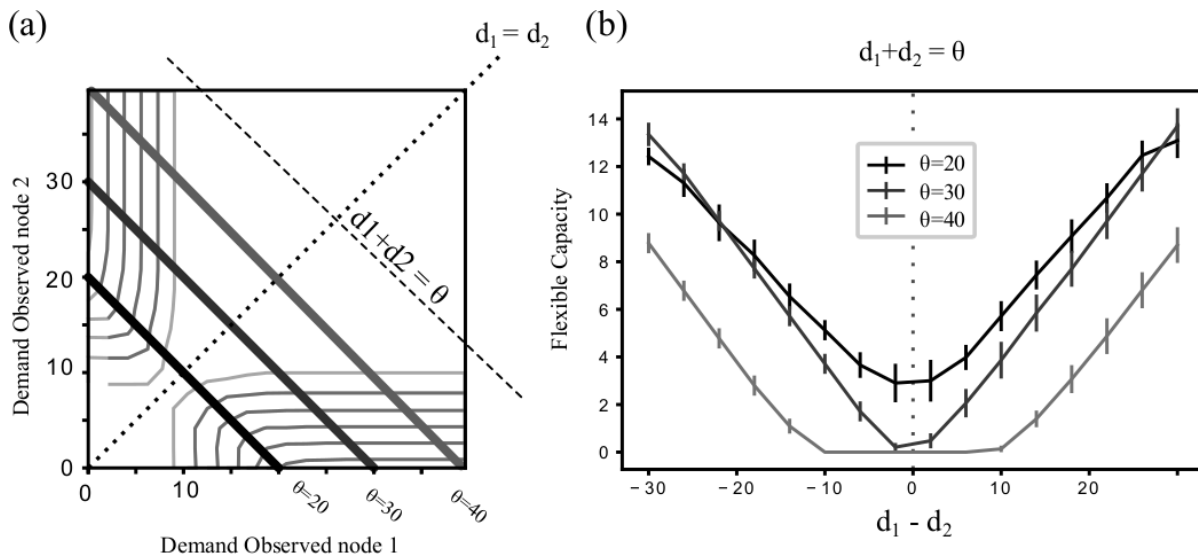 (a)
d₁ = d₂
d1+d2 = θ
Demand Observed node 2
30
20
10
0
0
10
θ=20
θ=30
θ=40
Demand Observed node 1
(b)
d₁+d₂ = θ
Flexible Capacity
14
12
10
8
6
4
2
0
θ=20
θ=30
θ=40
−30
−20
−10
0
10
20
d₁ - d₂